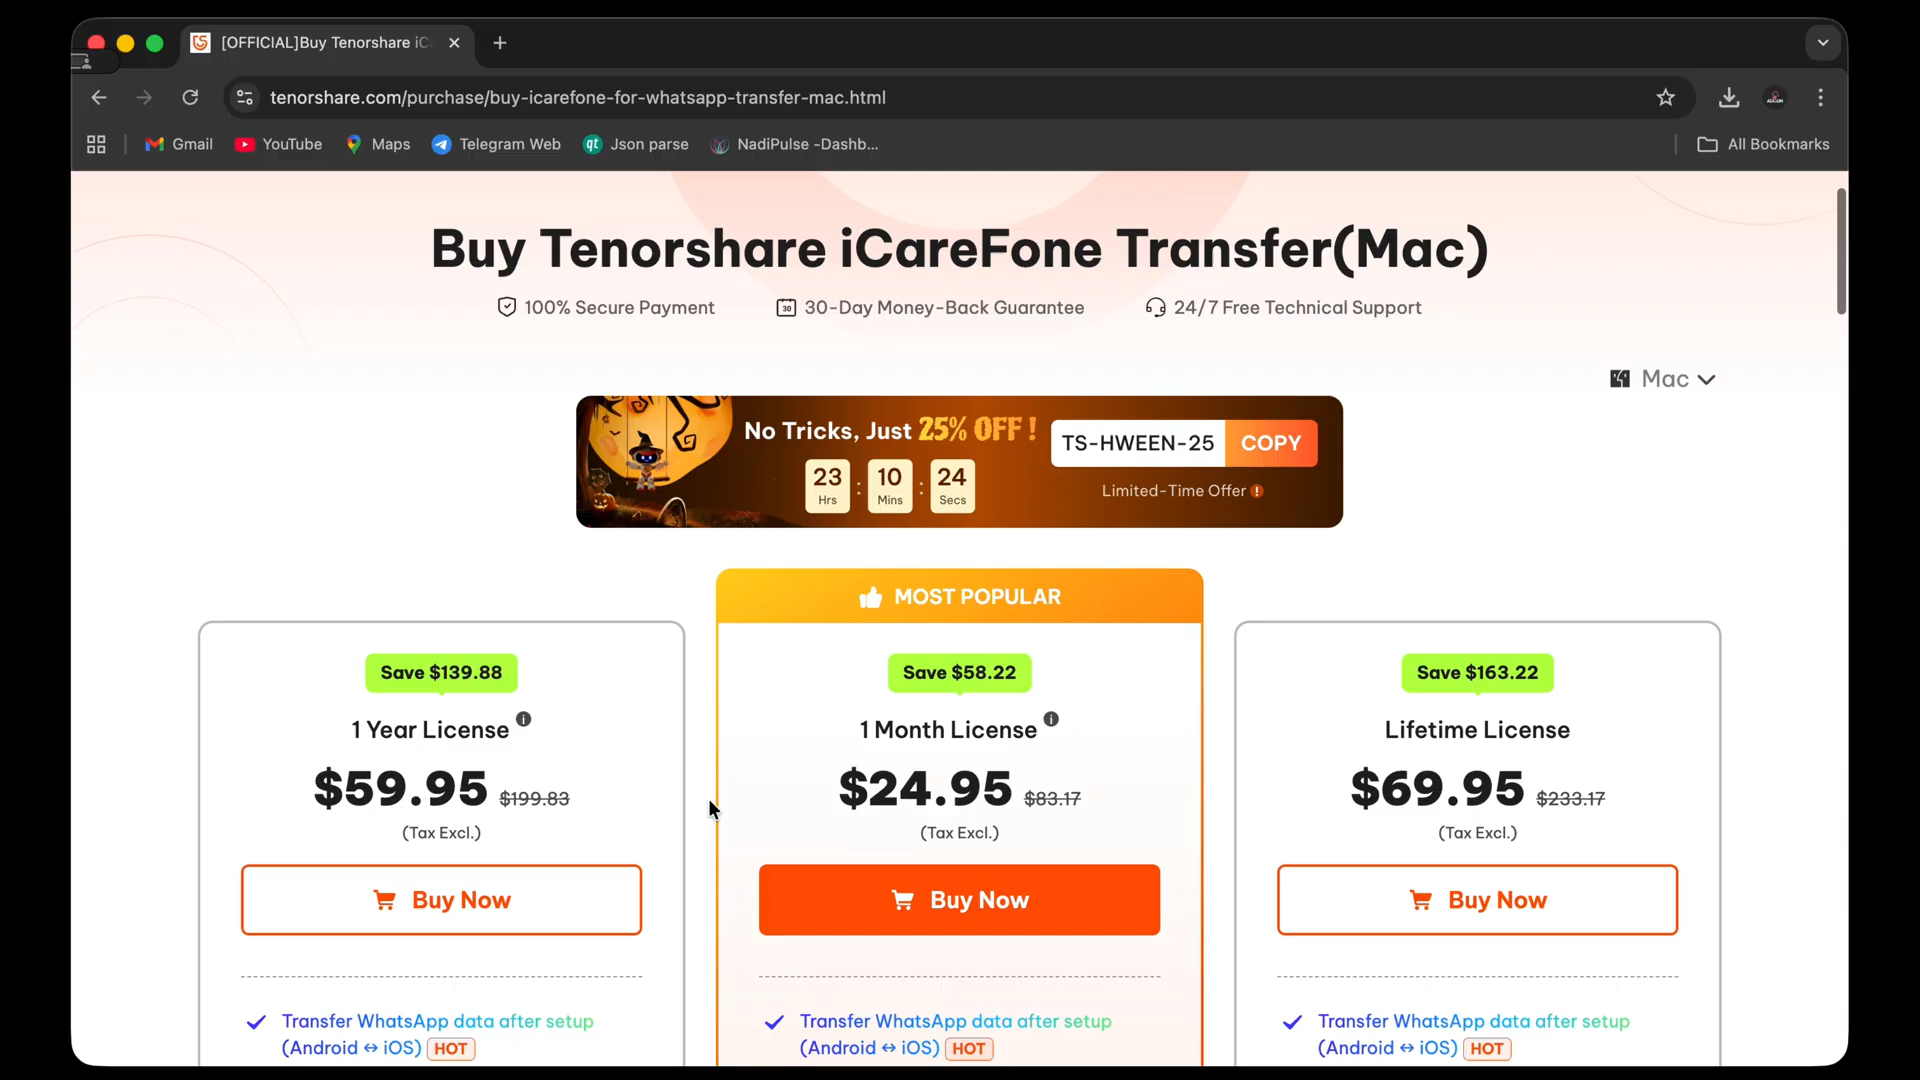 [OFFICIAL]Buy Tenorshare iC
tenorshare.com/purchase/buy-icarefone-for-whatsapp-transfer-mac.html
Gmail YouTube Maps Telegram Web Json parse NadiPulse -Dashb... All Bookmarks
Buy Tenorshare iCareFone Transfer(Mac)
100% Secure Payment 30-Day Money-Back Guarantee 24/7 Free Technical Support
Mac
No Tricks, Just 25% OFF !
23 : 10 : 24
Hrs Mins Secs
TS-HWEEN-25 COPY
Limited-Time Offer
MOST POPULAR
Save $139.88
1 Year License
$59.95 $199.83
(Tax Excl.)
Buy Now
Transfer WhatsApp data after setup
(Android ↔ iOS) HOT
Save $58.22
1 Month License
$24.95 $83.17
(Tax Excl.)
Buy Now
Transfer WhatsApp data after setup
(Android ↔ iOS) HOT
Save $163.22
Lifetime License
$69.95 $233.17
(Tax Excl.)
Buy Now
Transfer WhatsApp data after setup
(Android ↔ iOS) HOT